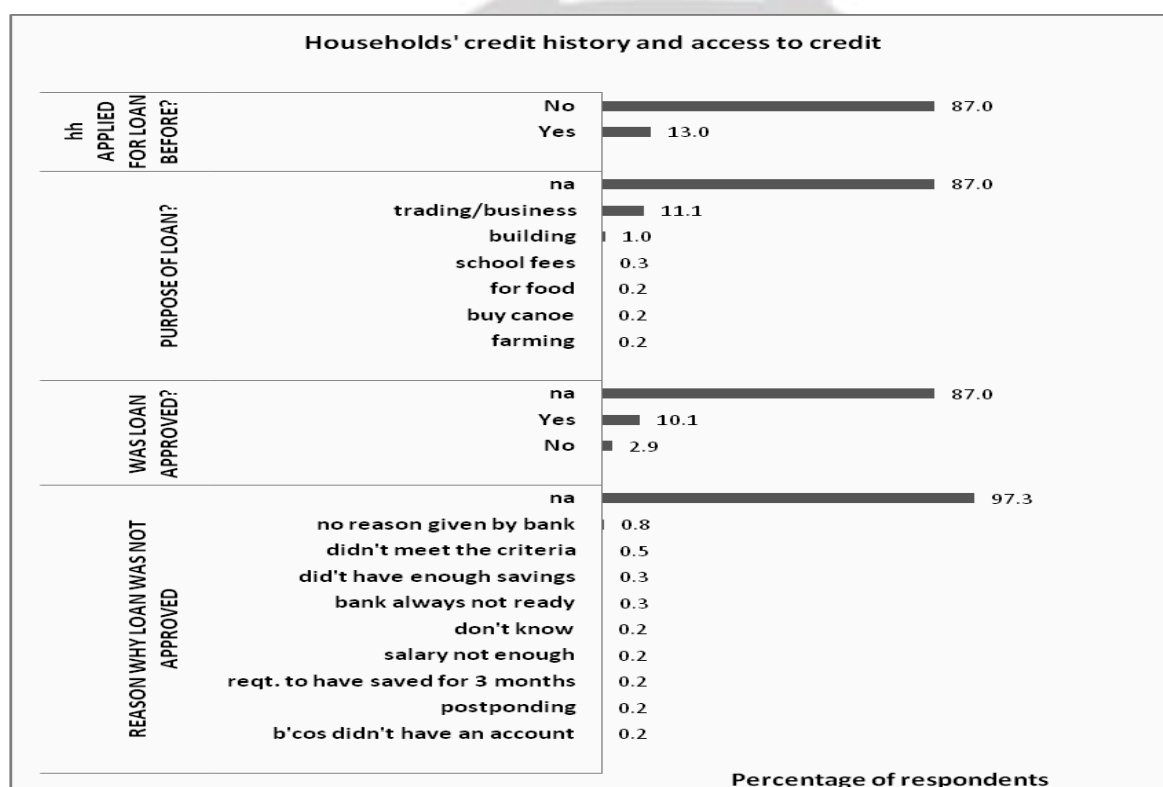 Households' credit history and access to credit
hh
APPLIED
FOR LOAN
BEFORE?
No 87.0
Yes 13.0
PURPOSE OF LOAN?
na 87.0
trading/business 11.1
building 1.0
school fees 0.3
for food 0.2
buy canoe 0.2
farming 0.2
WAS LOAN
APPROVED?
na 87.0
Yes 10.1
No 2.9
REASON WHY LOAN WAS NOT
APPROVED
na 97.3
no reason given by bank 0.8
didn't meet the criteria 0.5
did't have enough savings 0.3
bank always not ready 0.3
don't know 0.2
salary not enough 0.2
reqt. to have saved for 3 months 0.2
postponding 0.2
b'cos didn't have an account 0.2
Percentage of respondents